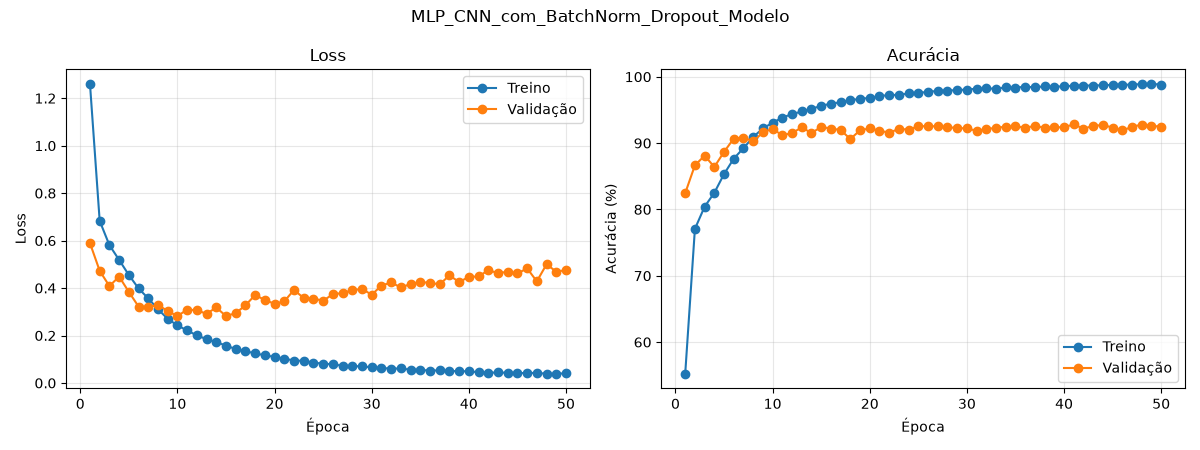 MLP_CNN_com_BatchNorm_Dropout_Modelo
Loss
1.2
1.0
0.8
0.6
0.4
0.2
0.0
Loss
Treino
Validação
0 10 20 30 40 50
Época
Acurácia
100
90
80
70
60
Acurácia (%)
Treino
Validação
0 10 20 30 40 50
Época